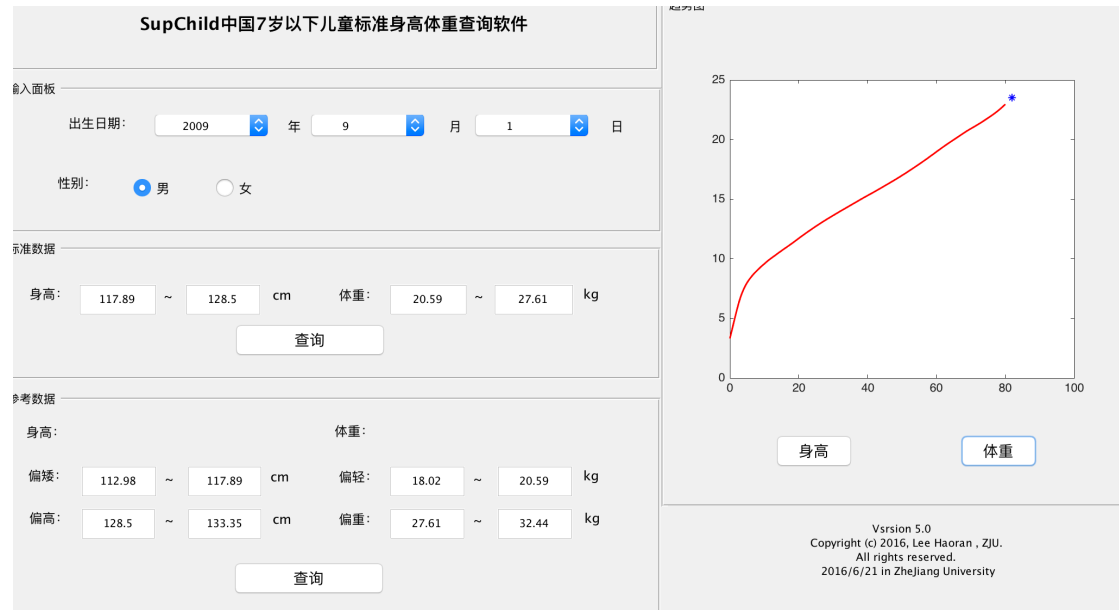 SupChild中国7岁以下儿童标准身高体重查询软件
输入面板
出生日期: 2009 年 9 月 1 日
性别: 男 女
标准数据
身高: 117.89 ~ 128.5 cm 体重: 20.59 ~ 27.61 kg
查询
参考数据
身高: 体重:
偏矮: 112.98 ~ 117.89 cm 偏轻: 18.02 ~ 20.59 kg
偏高: 128.5 ~ 133.35 cm 偏重: 27.61 ~ 32.44 kg
查询
趋势图
25
20
15
10
5
0
0 20 40 60 80 100
身高 体重
Vsrsion 5.0
Copyright (c) 2016, Lee Haoran , ZJU.
All rights reserved.
2016/6/21 in ZheJiang University